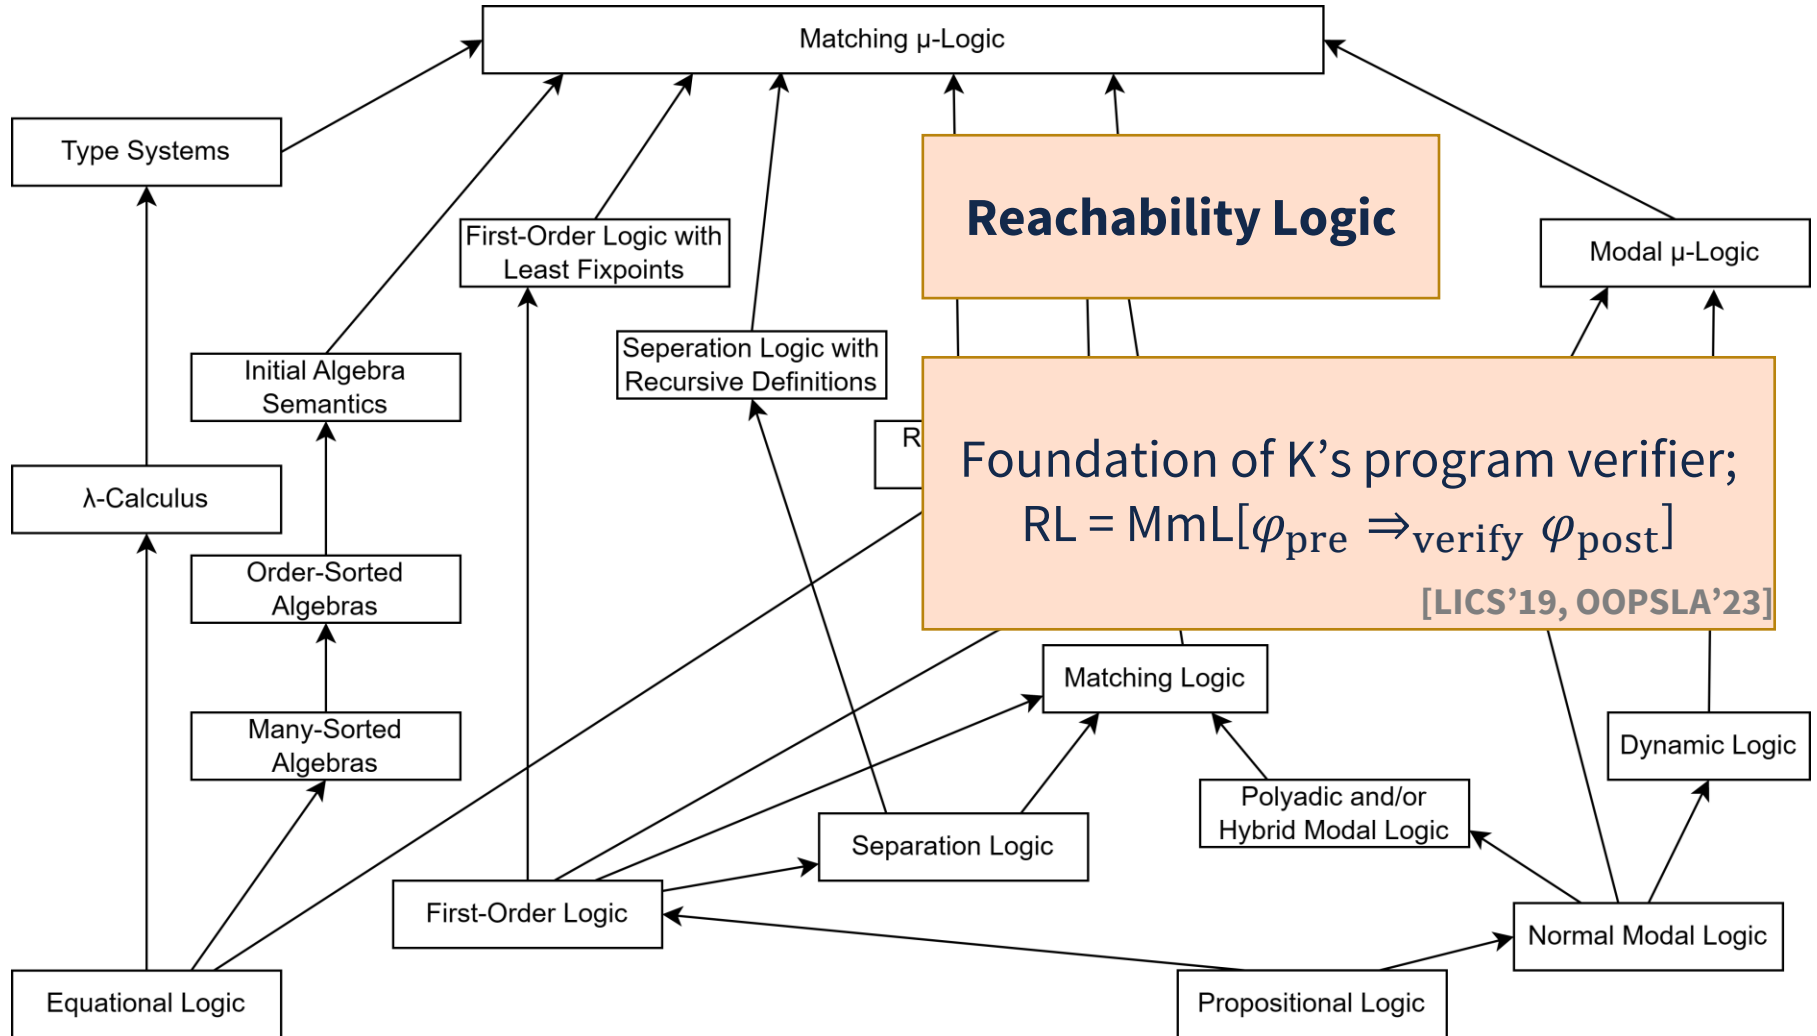 Matching µ-Logic
Type Systems
Reachability Logic
First-Order Logic with
Least Fixpoints
Modal µ-Logic
Seperation Logic with
Recursive Definitions
Initial Algebra
Semantics
Foundation of K’s program verifier;
RL = MmL[φpre ⇒verify φpost]
[LICS’19, OOPSLA’23]
λ-Calculus
Order-Sorted
Algebras
Matching Logic
Many-Sorted
Algebras
Dynamic Logic
Polyadic and/or
Hybrid Modal Logic
Separation Logic
First-Order Logic
Normal Modal Logic
Equational Logic
Propositional Logic